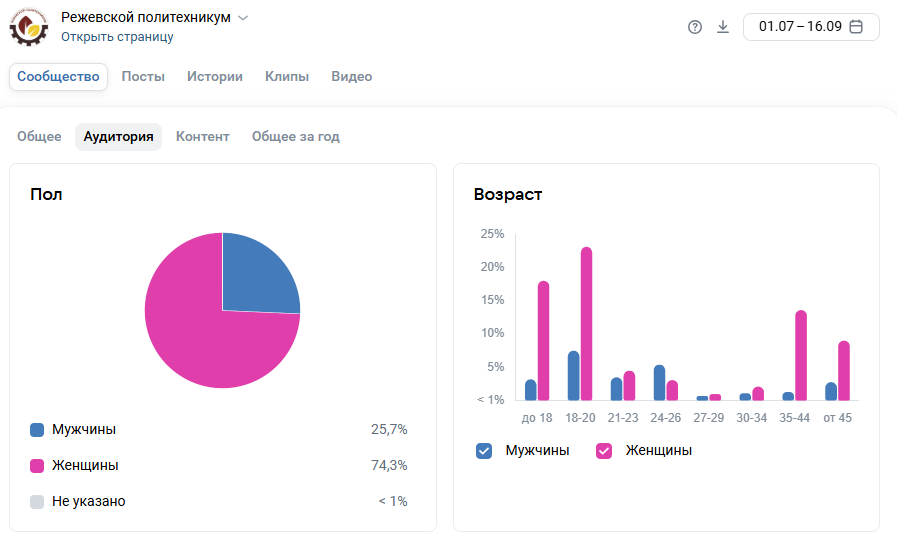 Режевской политехникум
Открыть страницу
01.07 – 16.09
Сообщество Посты Истории Клипы Видео
Общее Аудитория Контент Общее за год
Пол
Мужчины 25,7%
Женщины 74,3%
Не указано < 1%
Возраст
25%
20%
15%
10%
5%
< 1%
до 18 18-20 21-23 24-26 27-29 30-34 35-44 от 45
Мужчины Женщины